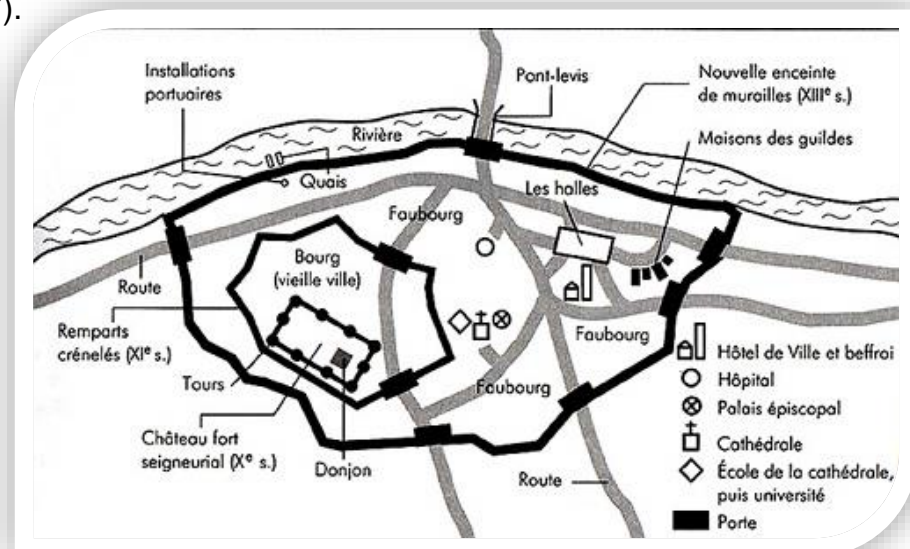 ).
Installations
portuaires
Pont-levis
Nouvelle enceinte
de murailles (XIIIe s.)
Maisons des guildes
Rivière
Quais
Les halles
Faubourg
Bourg
(vieille ville)
Route
Remparts
crénelés (XIe s.)
Tours
Faubourg
Faubourg
Château fort
seigneurial (Xe s.)
Donjon
Route
Hôtel de Ville et beffroi
Hôpital
Palais épiscopal
Cathédrale
École de la cathédrale,
puis université
Porte